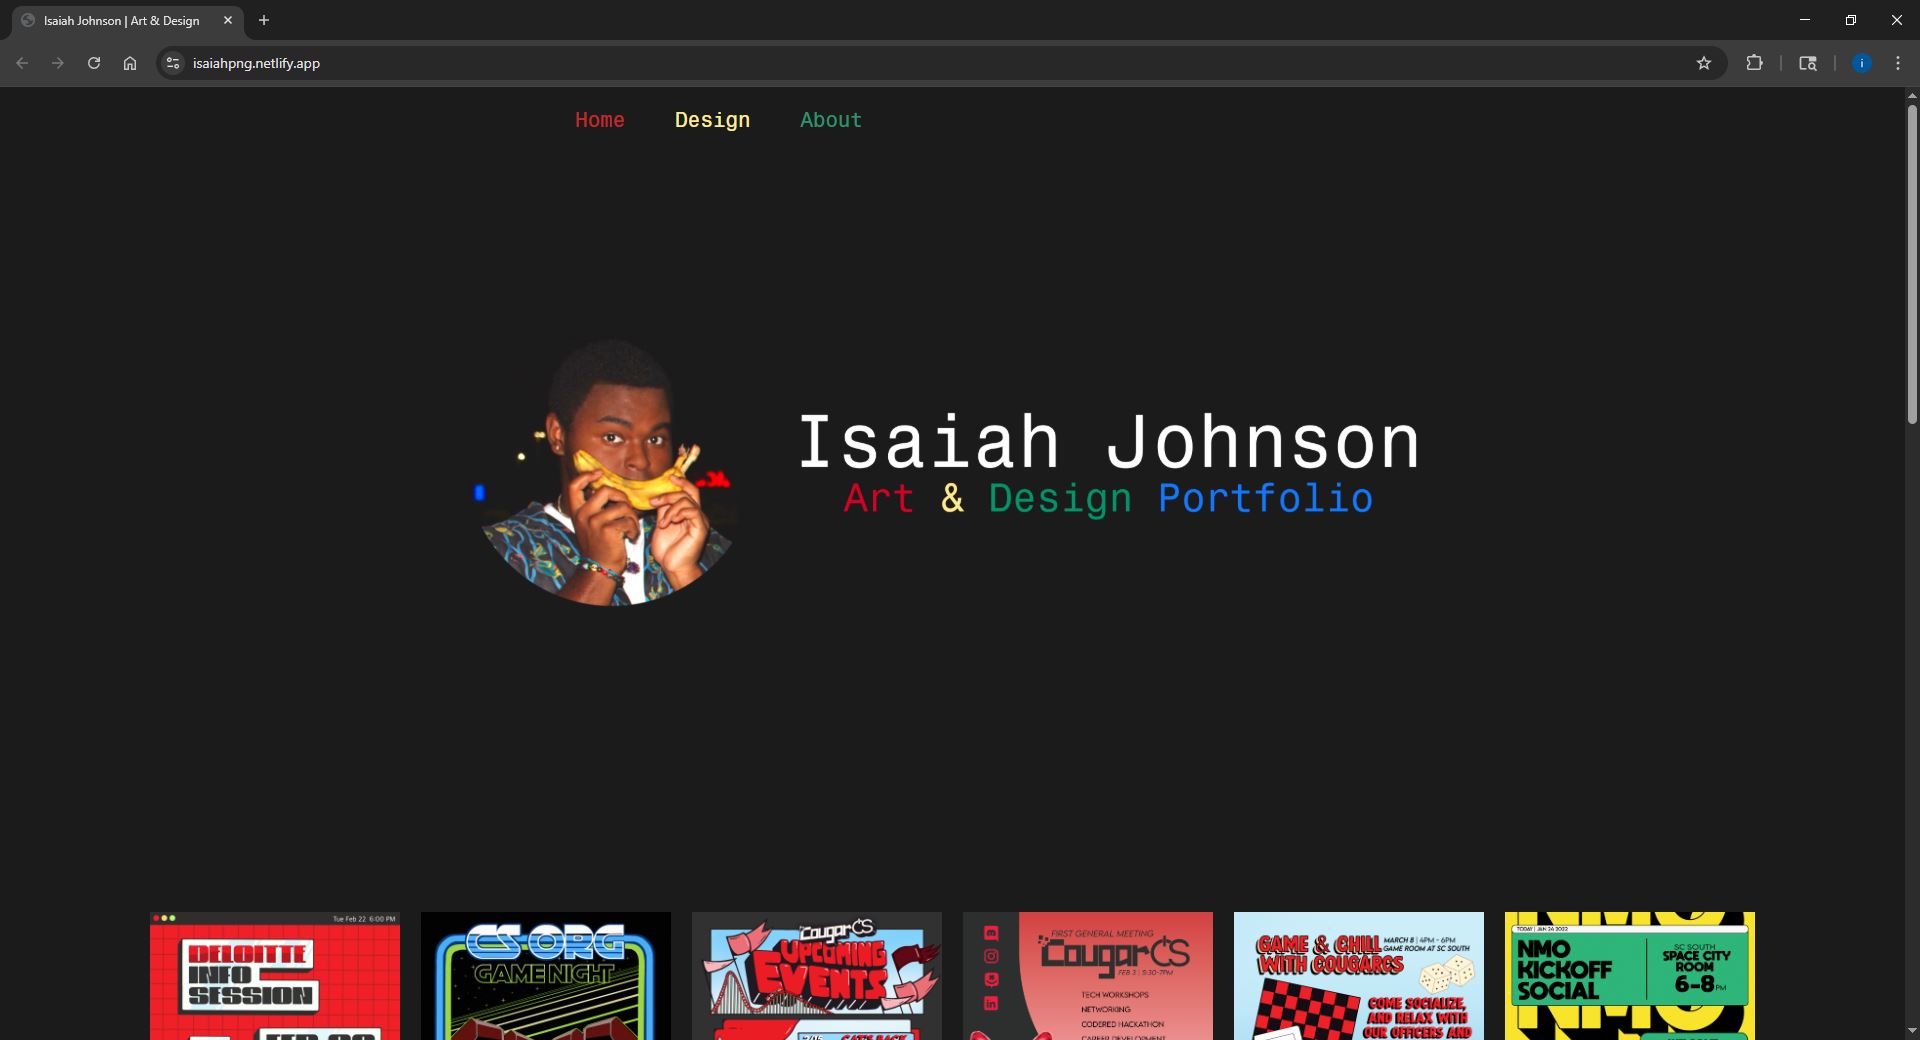 Isaiah Johnson | Art & Design
isaiahpng.netlify.app
i
Home Design About
Isaiah Johnson
Art & Design Portfolio
Tue Feb 22 6:00 PM
DELOITTE
INFO
SESSION
CS ORG
GAME NIGHT
CougarCS
UPCOMING
EVENTS
CAT'S BACK
FIRST GENERAL MEETING
CougarCS
FEB 3 | 5:30-7PM
TECH WORKSHOPS
NETWORKING
CODERED HACKATHON
CAREER DEVELOPMENT
GAME & CHILL
WITH COUGARCS
MARCH 8 | 4PM - 6PM
GAME ROOM AT SC SOUTH
COME SOCIALIZE,
AND RELAX WITH
OUR OFFICERS AND
NMO
TODAY | JAN 24 2022
NMO
KICKOFF
SOCIAL
SC SOUTH
SPACE CITY
ROOM
6-8PM